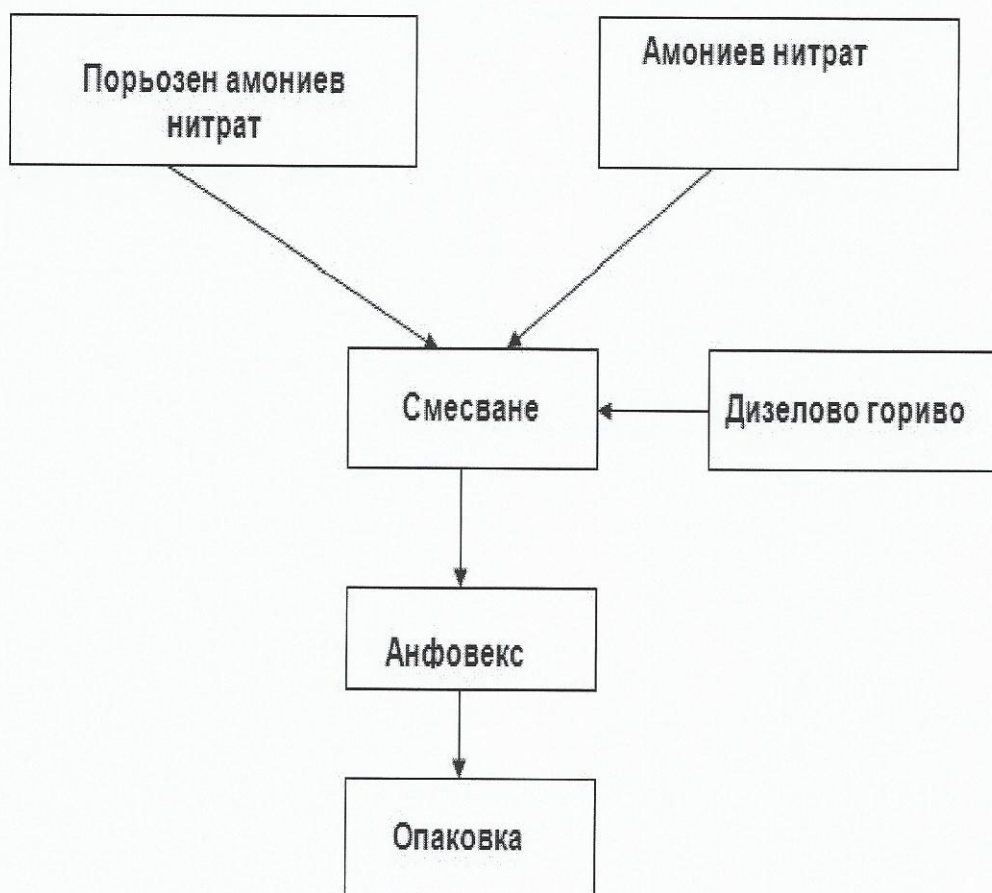 Порьозен амониев
нитрат
Амониев нитрат
Смесване
Дизелово гориво
Анфовекс
Опаковка